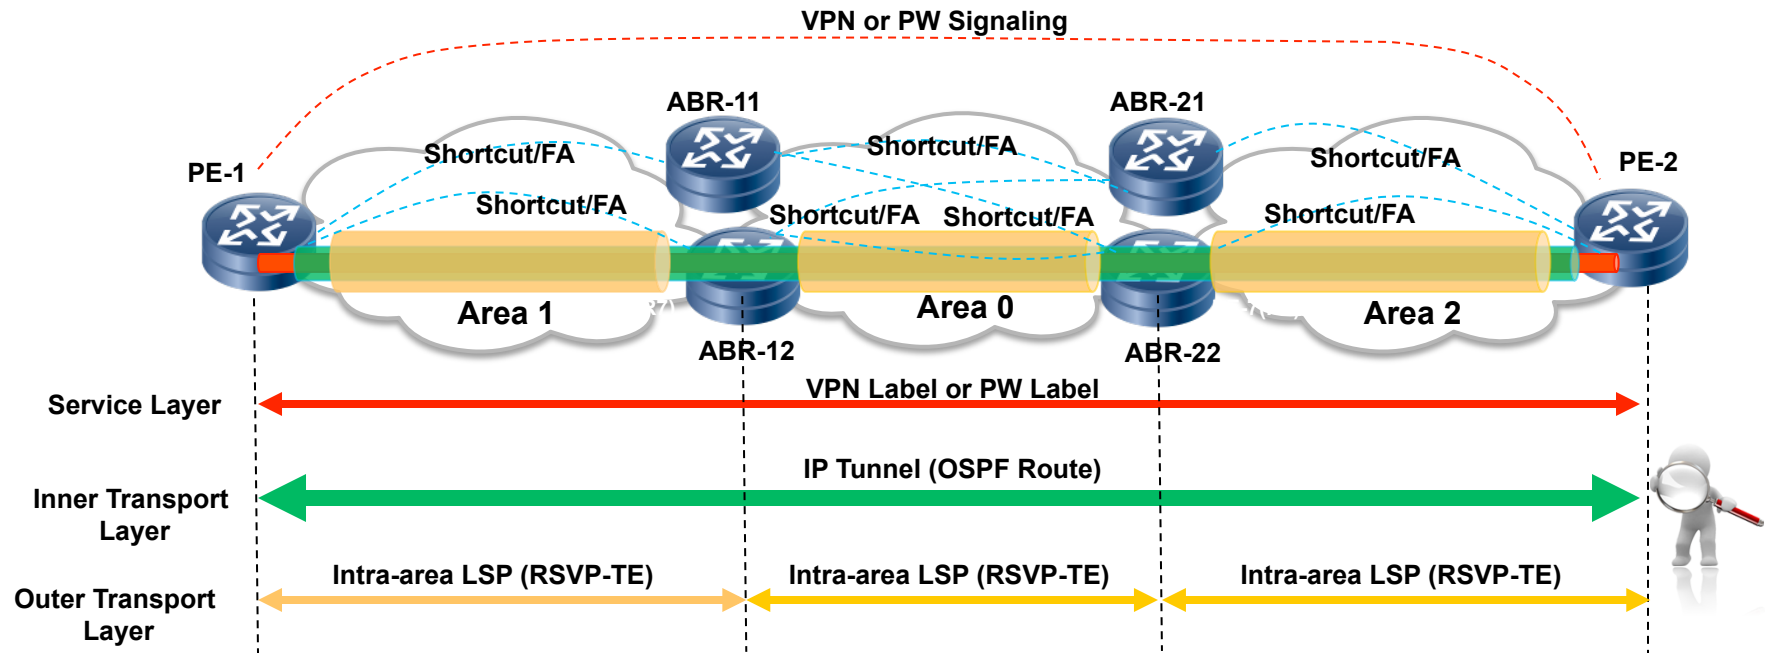 VPN or PW Signaling
ABR-11
ABR-21
Shortcut/FA
Shortcut/FA
Shortcut/FA
PE-1
PE-2
Shortcut/FA
Shortcut/FA
Shortcut/FA
Shortcut/FA
Area 1
Area 0
Area 2
ABR-12
ABR-22
Service Layer
VPN Label or PW Label
IP Tunnel (OSPF Route)
Inner Transport
Layer
Intra-area LSP (RSVP-TE)
Intra-area LSP (RSVP-TE)
Intra-area LSP (RSVP-TE)
Outer Transport
Layer